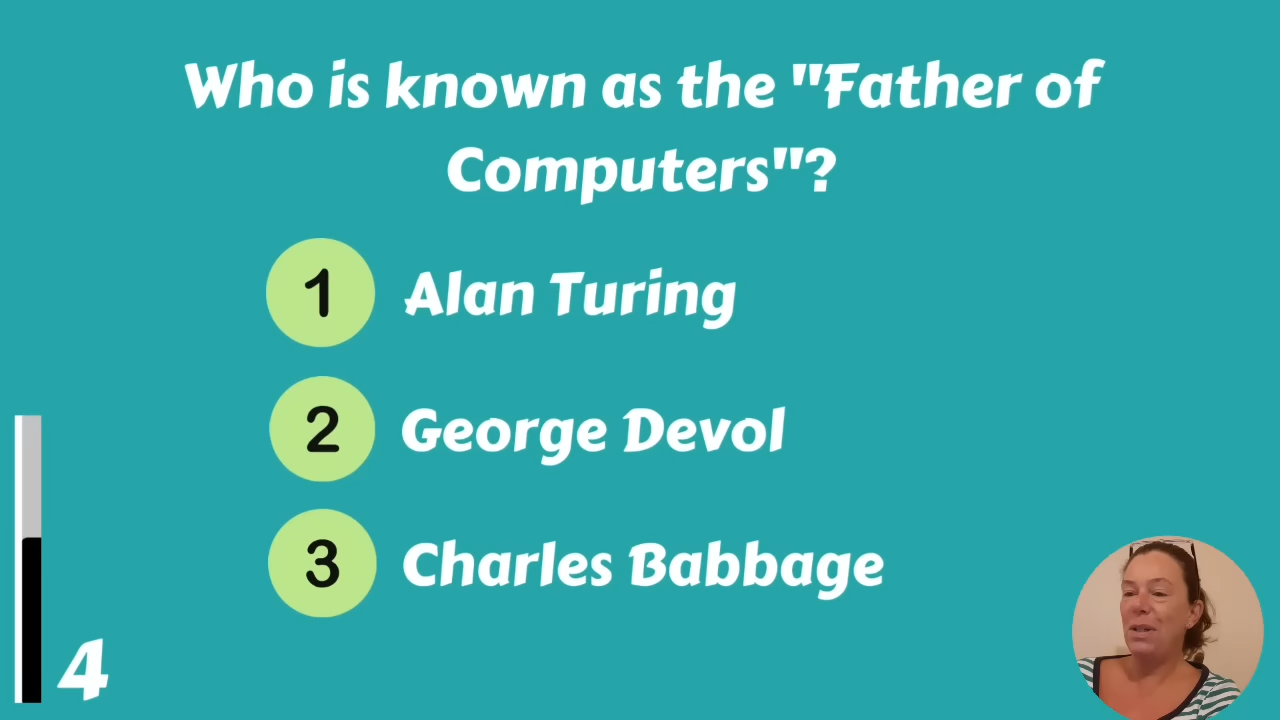 Who is known as the "Father of
Computers"?
1 Alan Turing
2 George Devol
3 Charles Babbage
4